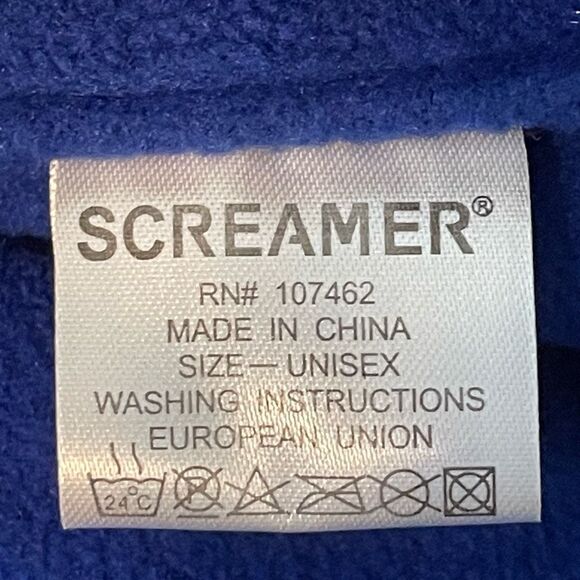 SCREAMER®
RN# 107462
MADE IN CHINA
SIZE— UNISEX
WASHING INSTRUCTIONS
EUROPEAN UNION
24°C P